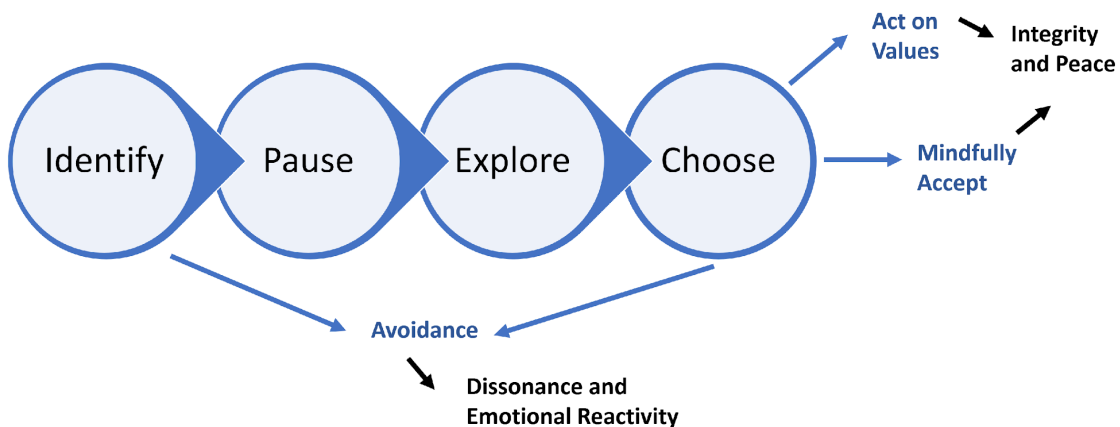 Identify
Pause
Explore
Choose
Act on
Values
Integrity
and Peace
Mindfully
Accept
Avoidance
Dissonance and
Emotional Reactivity